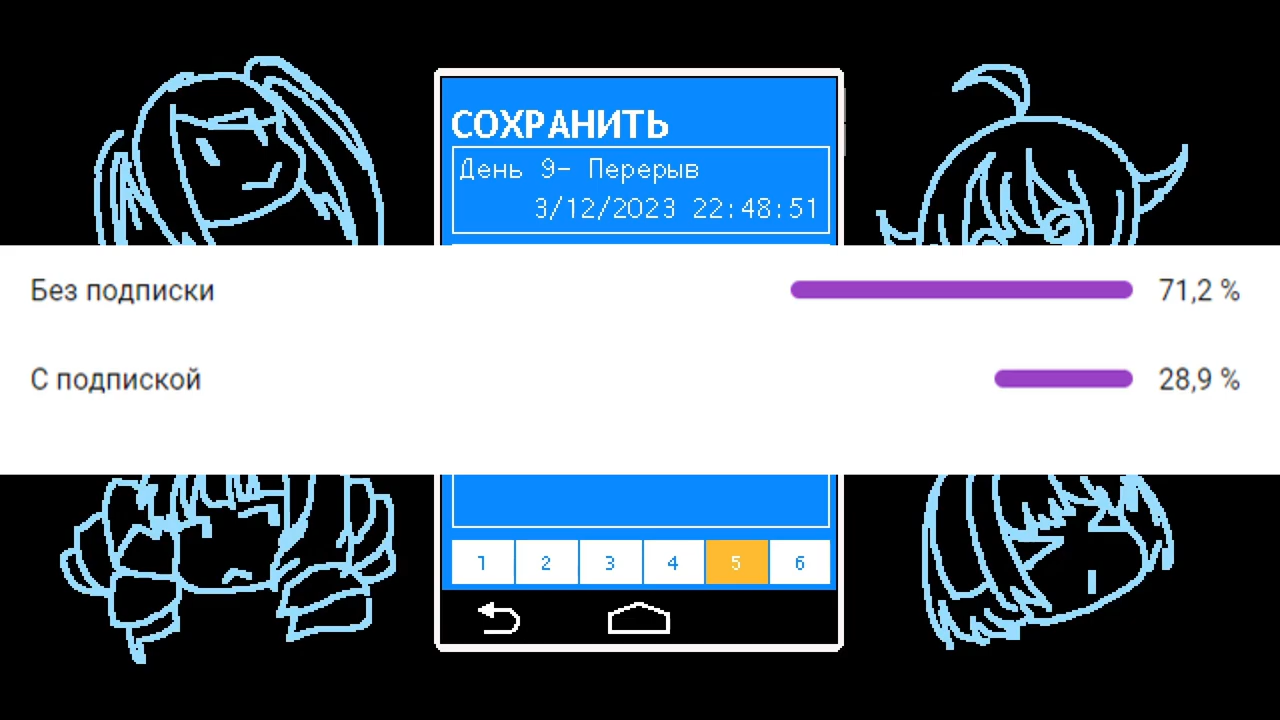 СОХРАНИТЬ
День 9- Перерыв
3/12/2023 22:48:51
Без подписки 71,2 %
С подпиской 28,9 %
1 2 3 4 5 6